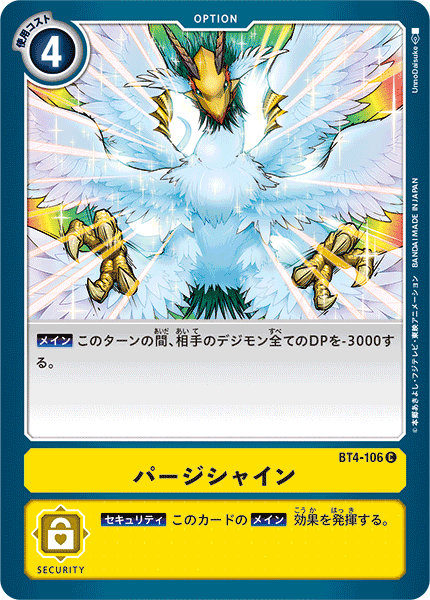 OPTION
使用コスト
4
UnnoDaisuke
BANDAI MADE IN JAPAN
©本郷あきよし・フジテレビ・東映アニメーション
メイン このターンの間、相手のデジモン全てのDPを-3000す
る。
BT4-106 C
パージシャイン
セキュリティ このカードの メイン 効果を発揮する。
SECURITY